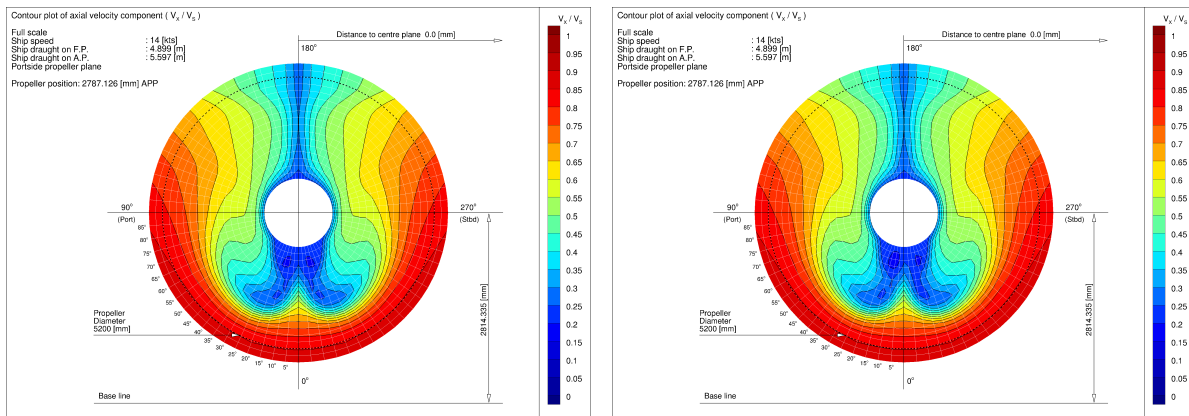 Contour plot of axial velocity component ( VX / VS )
Full scale
Ship speed : 14 [kts]
Ship draught on F.P. : 4.899 [m]
Ship draught on A.P. : 5.597 [m]
Portside propeller plane
Propeller position: 2787.126 [mm] APP
Distance to centre plane 0.0 [mm]
180°
90°
(Port)
270°
(Stbd)
85°
80°
75°
70°
65°
60°
55°
50°
45°
40°
35°
30°
25°
20°
15°
10°
5°
0°
Propeller
Diameter
5200 [mm]
2814.335 [mm]
Base line
VX / VS
1
0.95
0.9
0.85
0.8
0.75
0.7
0.65
0.6
0.55
0.5
0.45
0.4
0.35
0.3
0.25
0.2
0.15
0.1
0.05
0
Contour plot of axial velocity component ( VX / VS )
Full scale
Ship speed : 14 [kts]
Ship draught on F.P. : 4.899 [m]
Ship draught on A.P. : 5.597 [m]
Portside propeller plane
Propeller position: 2787.126 [mm] APP
Distance to centre plane 0.0 [mm]
180°
90°
(Port)
270°
(Stbd)
85°
80°
75°
70°
65°
60°
55°
50°
45°
40°
35°
30°
25°
20°
15°
10°
5°
0°
Propeller
Diameter
5200 [mm]
2814.335 [mm]
Base line
VX / VS
1
0.95
0.9
0.85
0.8
0.75
0.7
0.65
0.6
0.55
0.5
0.45
0.4
0.35
0.3
0.25
0.2
0.15
0.1
0.05
0